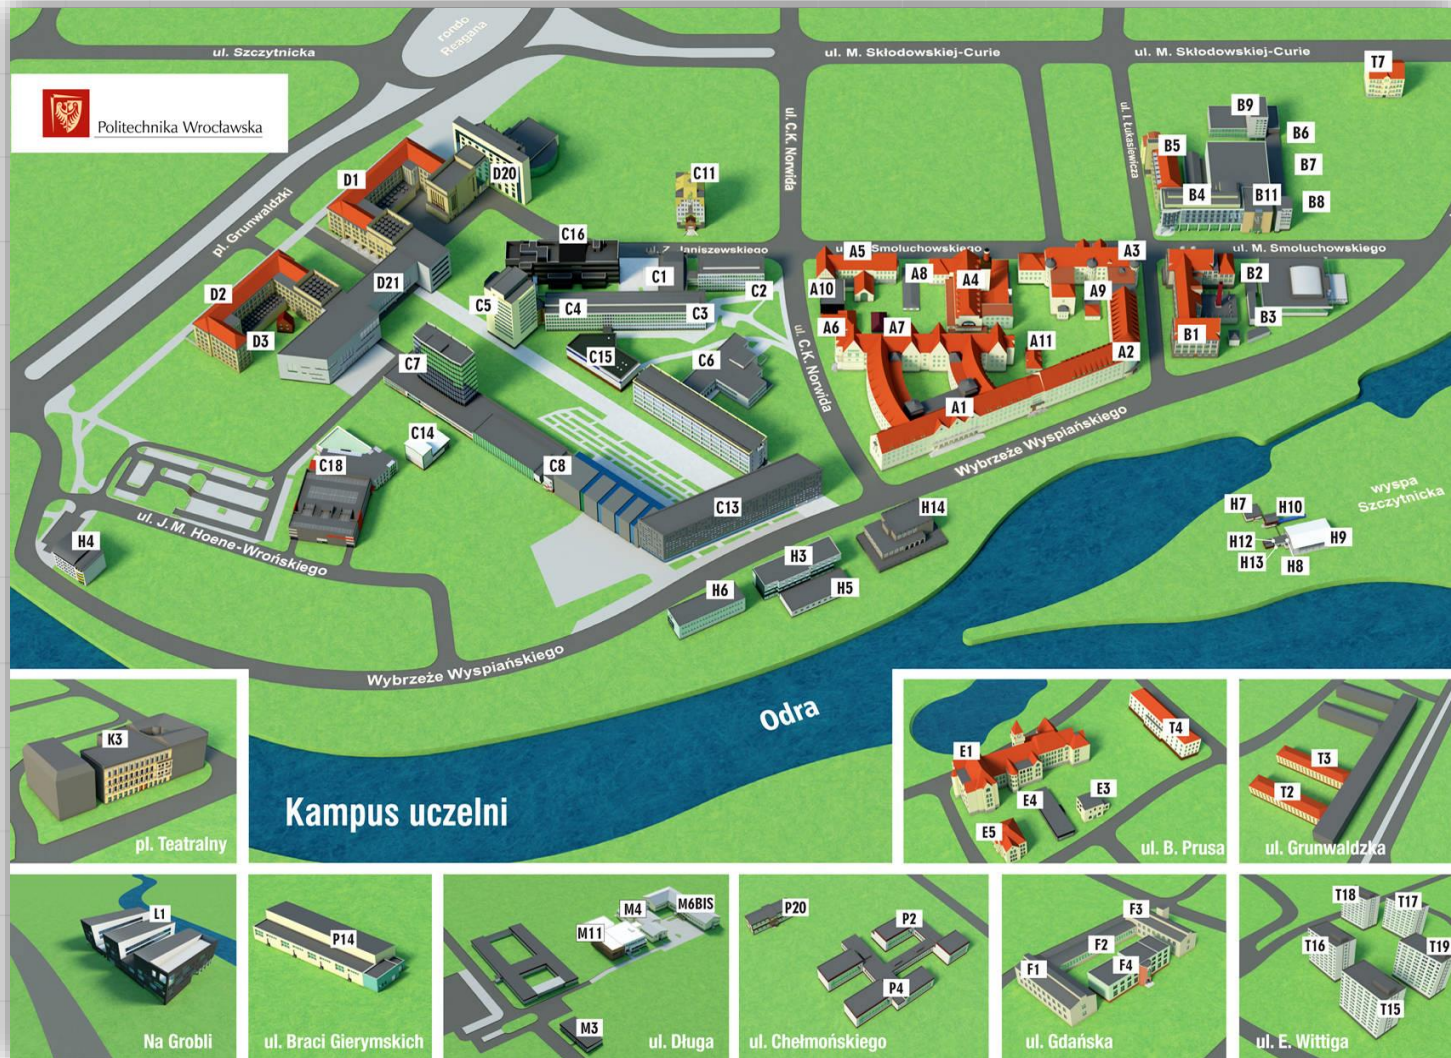 rondo
Reagana
ul. Szczytnicka
ul. M. Skłodowskiej-Curie
ul. M. Skłodowskiej-Curie
T7
Politechnika Wrocławska
ul. C.K. Norwida
ul. I. Łukasiewicza
B9
B6
B5
B7
D1
D20
C11
B4
B11
B8
pl. Grunwaldzki
C16
ul. Z. Janiszewskiego
Smoluchowskiego
ul. M. Smoluchowskiego
A5
A3
C1
A8
A4
B2
D2
D21
C5
C4
C3
C2
A10
A9
B3
D3
A6
A7
B1
C7
C15
C6
ul. C.K. Norwida
A11
A2
A1
Wybrzeże Wyspiańskiego
C14
C18
C8
wyspa
Szczytnicka
C13
H14
H7
H10
ul. J.M. Hoene-Wrońskiego
H4
H12
H9
H13
H8
H3
H6
H5
Wybrzeże Wyspiańskiego
Odra
Kampus uczelni
K3
pl. Teatralny
E1
T4
E4
E3
E5
ul. B. Prusa
T3
T2
ul. Grunwaldzka
L1
Na Grobli
P14
ul. Braci Gierymskich
M4
M6BIS
M11
M3
ul. Długa
P20
P2
P4
ul. Chełmońskiego
F3
F2
F1
F4
ul. Gdańska
T18
T17
T16
T19
T15
ul. E. Wittiga